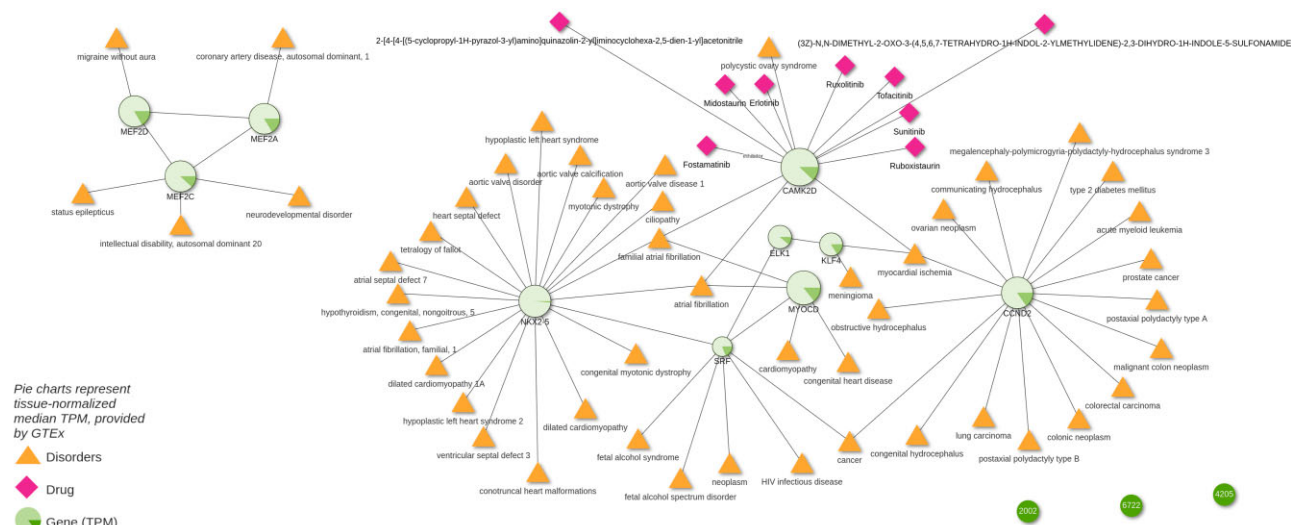 2-[4-[4-[(5-cyclopropyl-1H-pyrazol-3-yl)amino]quinazolin-2-yl]iminocyclohexa-2,5-dien-1-yl]acetonitrile
(3Z)-N,N-DIMETHYL-2-OXO-3-(4,5,6,7-TETRAHYDRO-1H-INDOL-2-YLMETHYLIDENE)-2,3-DIHYDRO-1H-INDOLE-5-SULFONAMIDE
migraine without aura
coronary artery disease, autosomal dominant, 1
polycystic ovary syndrome
Ruxolitinib
Midostaurin
Erlotinib
Tofacitinib
MEF2D
MEF2A
Sunitinib
hypoplastic left heart syndrome
megalencephaly-polymicrogyria-polydactyly-hydrocephalus syndrome 3
Fostamatinib
inhibitor
Ruboxistaurin
aortic valve disorder
aortic valve calcification
aortic valve disease 1
MEF2C
CAMK2D
communicating hydrocephalus
type 2 diabetes mellitus
myotonic dystrophy
status epilepticus
neurodevelopmental disorder
heart septal defect
ciliopathy
ovarian neoplasm
acute myeloid leukemia
intellectual disability, autosomal dominant 20
tetralogy of fallot
familial atrial fibrillation
ELK1
KLF4
myocardial ischemia
prostate cancer
atrial septal defect 7
atrial fibrillation
meningioma
hypothyroidism, congenital, nongoitrous, 5
NKX2-5
MYOCD
obstructive hydrocephalus
CCND2
postaxial polydactyly type A
atrial fibrillation, familial, 1
SRF
congenital myotonic dystrophy
cardiomyopathy
congenital heart disease
malignant colon neoplasm
dilated cardiomyopathy 1A
colorectal carcinoma
hypoplastic left heart syndrome 2
dilated cardiomyopathy
lung carcinoma
colonic neoplasm
ventricular septal defect 3
fetal alcohol syndrome
cancer
congenital hydrocephalus
postaxial polydactyly type B
neoplasm
HIV infectious disease
conotruncal heart malformations
fetal alcohol spectrum disorder
2002
6722
4205
Pie charts represent
tissue-normalized
median TPM, provided
by GTEx
Disorders
Drug
Gene (TPM)